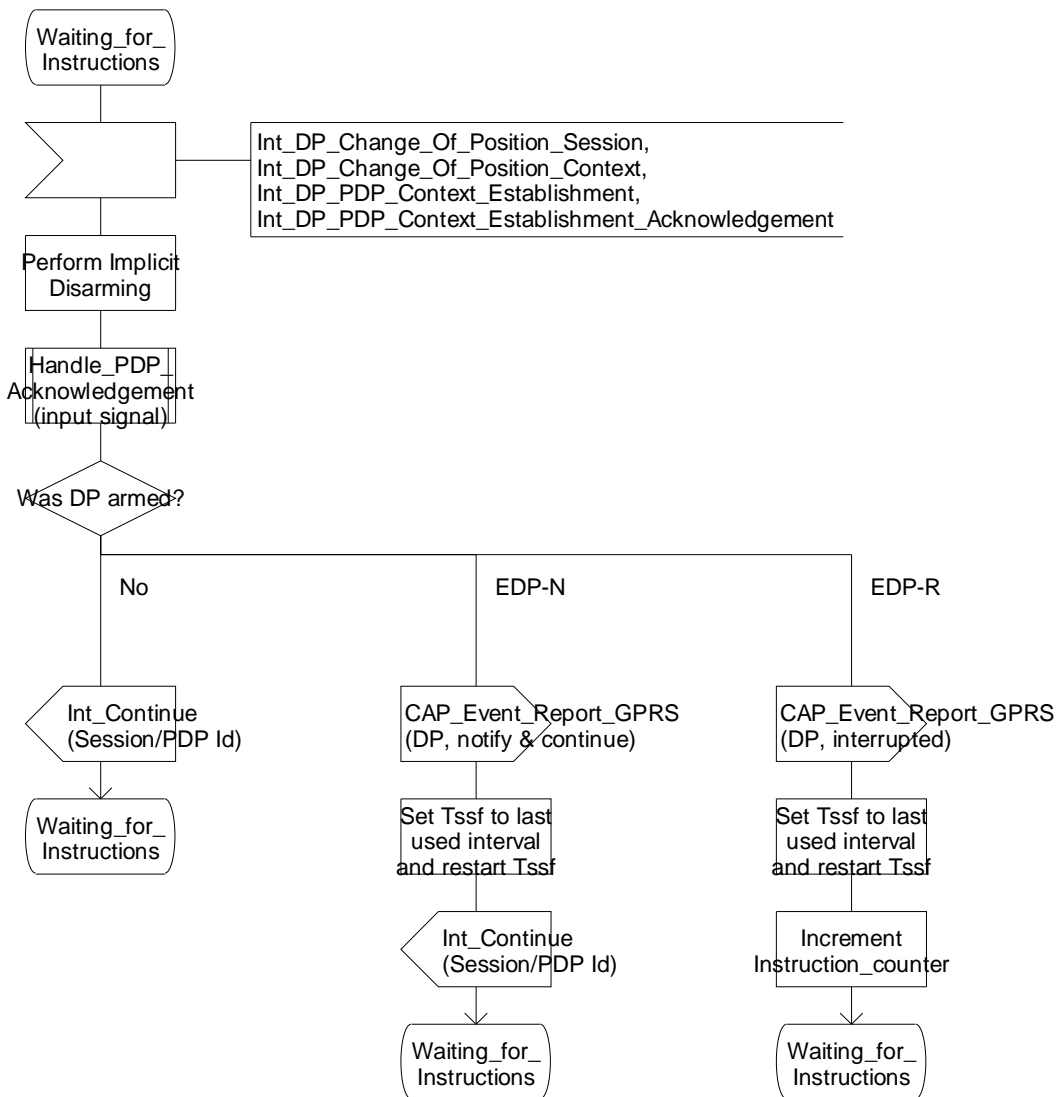 Waiting_for_
Instructions
Int_DP_Change_Of_Position_Session,
Int_DP_Change_Of_Position_Context,
Int_DP_PDP_Context_Establishment,
Int_DP_PDP_Context_Establishment_Acknowledgement
Perform Implicit
Disarming
Handle_PDP_
Acknowledgement
(input signal)
Was DP armed?
No
EDP-N
EDP-R
Int_Continue
(Session/PDP Id)
CAP_Event_Report_GPRS
(DP, notify & continue)
CAP_Event_Report_GPRS
(DP, interrupted)
Waiting_for_
Instructions
Set Tssf to last
used interval
and restart Tssf
Set Tssf to last
used interval
and restart Tssf
Int_Continue
(Session/PDP Id)
Increment
Instruction_counter
Waiting_for_
Instructions
Waiting_for_
Instructions